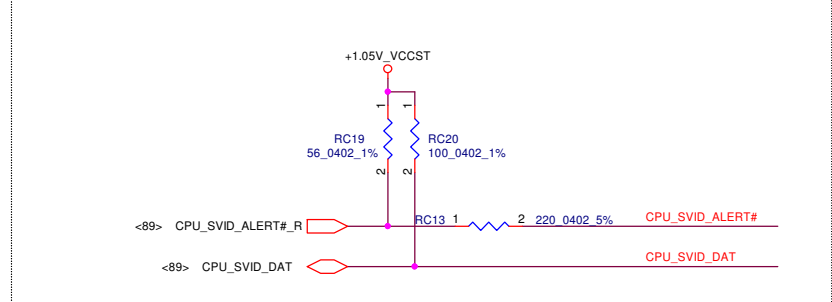 +1.05V_VCCST
1 1
RC19 RC20
56_0402_1% 100_0402_1%
2 2
<89> CPU_SVID_ALERT#_R RC13 1 2 220_0402_5% CPU_SVID_ALERT#
<89> CPU_SVID_DAT CPU_SVID_DAT